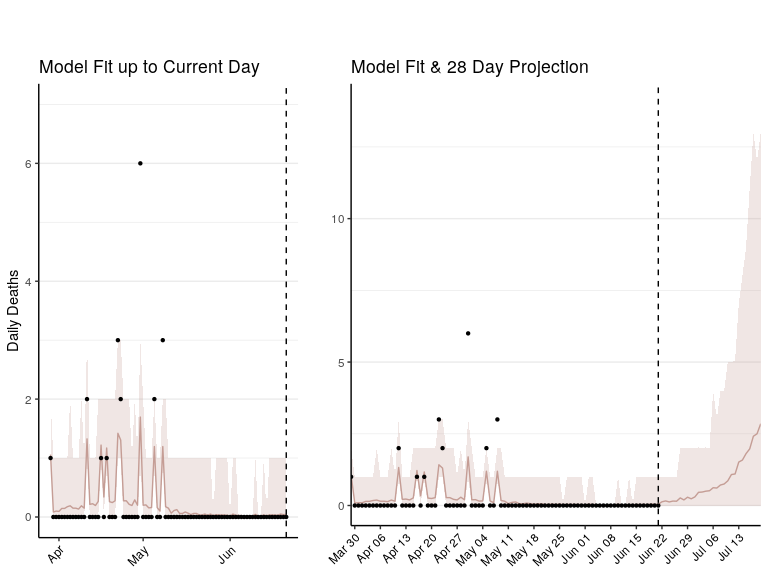 Model Fit up to Current Day
Daily Deaths
6
4
2
0
Apr
May
Jun
Model Fit & 28 Day Projection
10
5
0
Mar 30
Apr 06
Apr 13
Apr 20
Apr 27
May 04
May 11
May 18
May 25
Jun 01
Jun 08
Jun 15
Jun 22
Jun 29
Jul 06
Jul 13